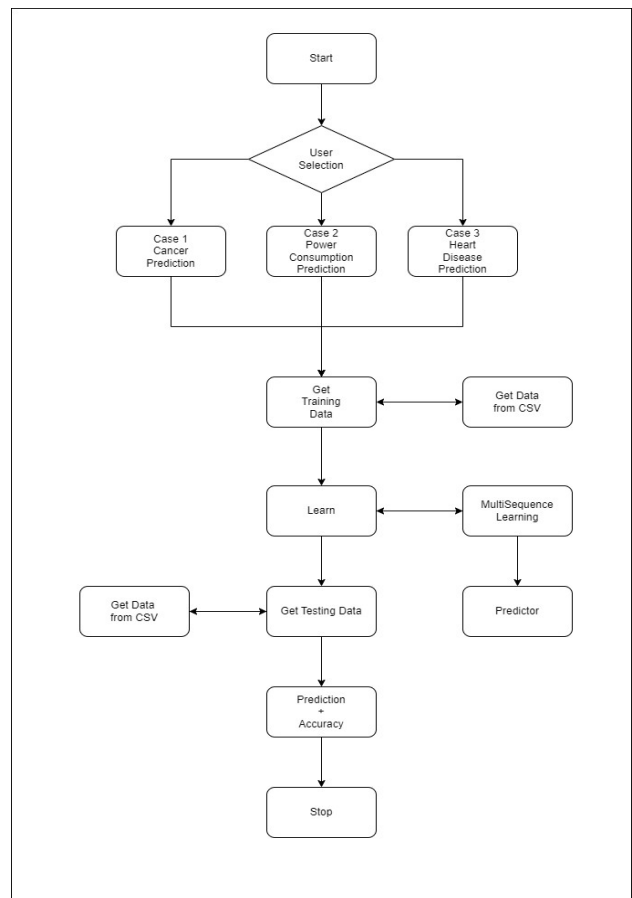 Start
User
Selection
Case 1
Cancer
Prediction
Case 2
Power
Consumption
Prediction
Case 3
Heart
Disease
Prediction
Get
Training
Data
Get Data
from CSV
Learn
MultiSequence
Learning
Get Data
from CSV
Get Testing Data
Predictor
Prediction
+
Accuracy
Stop